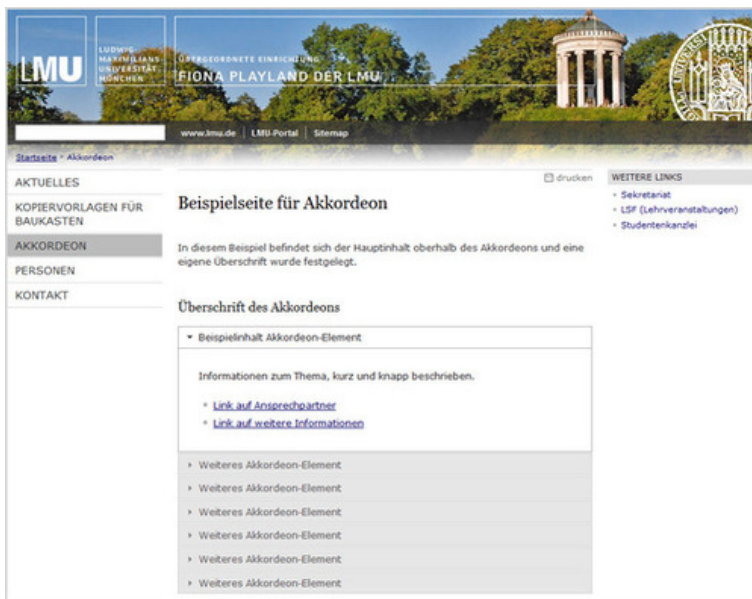 LMU
LUDWIG-
MAXIMILIANS-
UNIVERSITÄT
MÜNCHEN
ÜBERGEORDNETE EINRICHTUNG
FIONA PLAYLAND DER LMU
www.lmu.de | LMU-Portal | Sitemap
Startseite
Akkordeon
AKTUELLES
KOPIERVORLAGEN FÜR
BAUKASTEN
AKKORDEON
PERSONEN
KONTAKT
drucken
Beispielseite für Akkordeon
In diesem Beispiel befindet sich der Hauptinhalt oberhalb des Akkordeons und eine
eigene Überschrift wurde festgelegt.
Überschrift des Akkordeons
Beispielinhalt Akkordeon-Element
Informationen zum Thema, kurz und knapp beschrieben.
Link auf Ansprechpartner
Link auf weitere Informationen
Weiteres Akkordeon-Element
Weiteres Akkordeon-Element
Weiteres Akkordeon-Element
Weiteres Akkordeon-Element
Weiteres Akkordeon-Element
Weiteres Akkordeon-Element
WEITERE LINKS
Sekretariat
LSF (Lehrveranstaltungen)
Studentenkanzlei